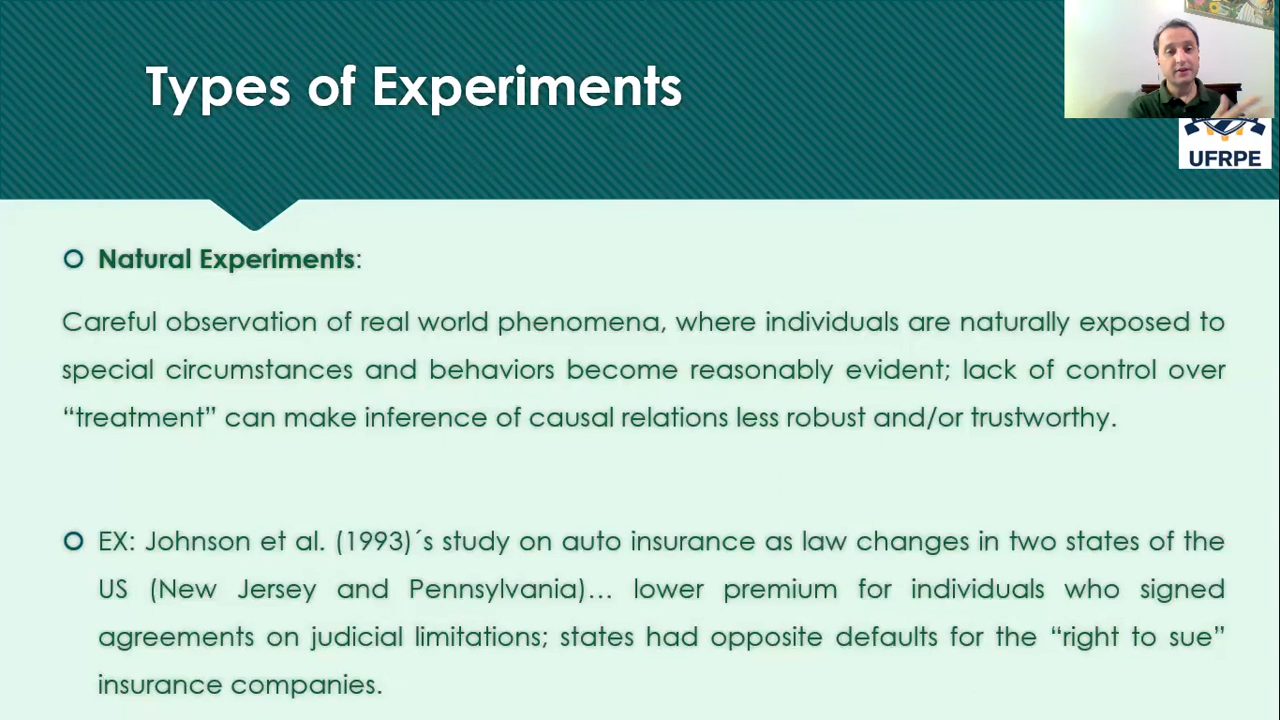 Types of Experiments
UFRPE
Natural Experiments:
Careful observation of real world phenomena, where individuals are naturally exposed to
special circumstances and behaviors become reasonably evident; lack of control over
“treatment” can make inference of causal relations less robust and/or trustworthy.
EX: Johnson et al. (1993)´s study on auto insurance as law changes in two states of the
US (New Jersey and Pennsylvania)… lower premium for individuals who signed
agreements on judicial limitations; states had opposite defaults for the “right to sue”
insurance companies.